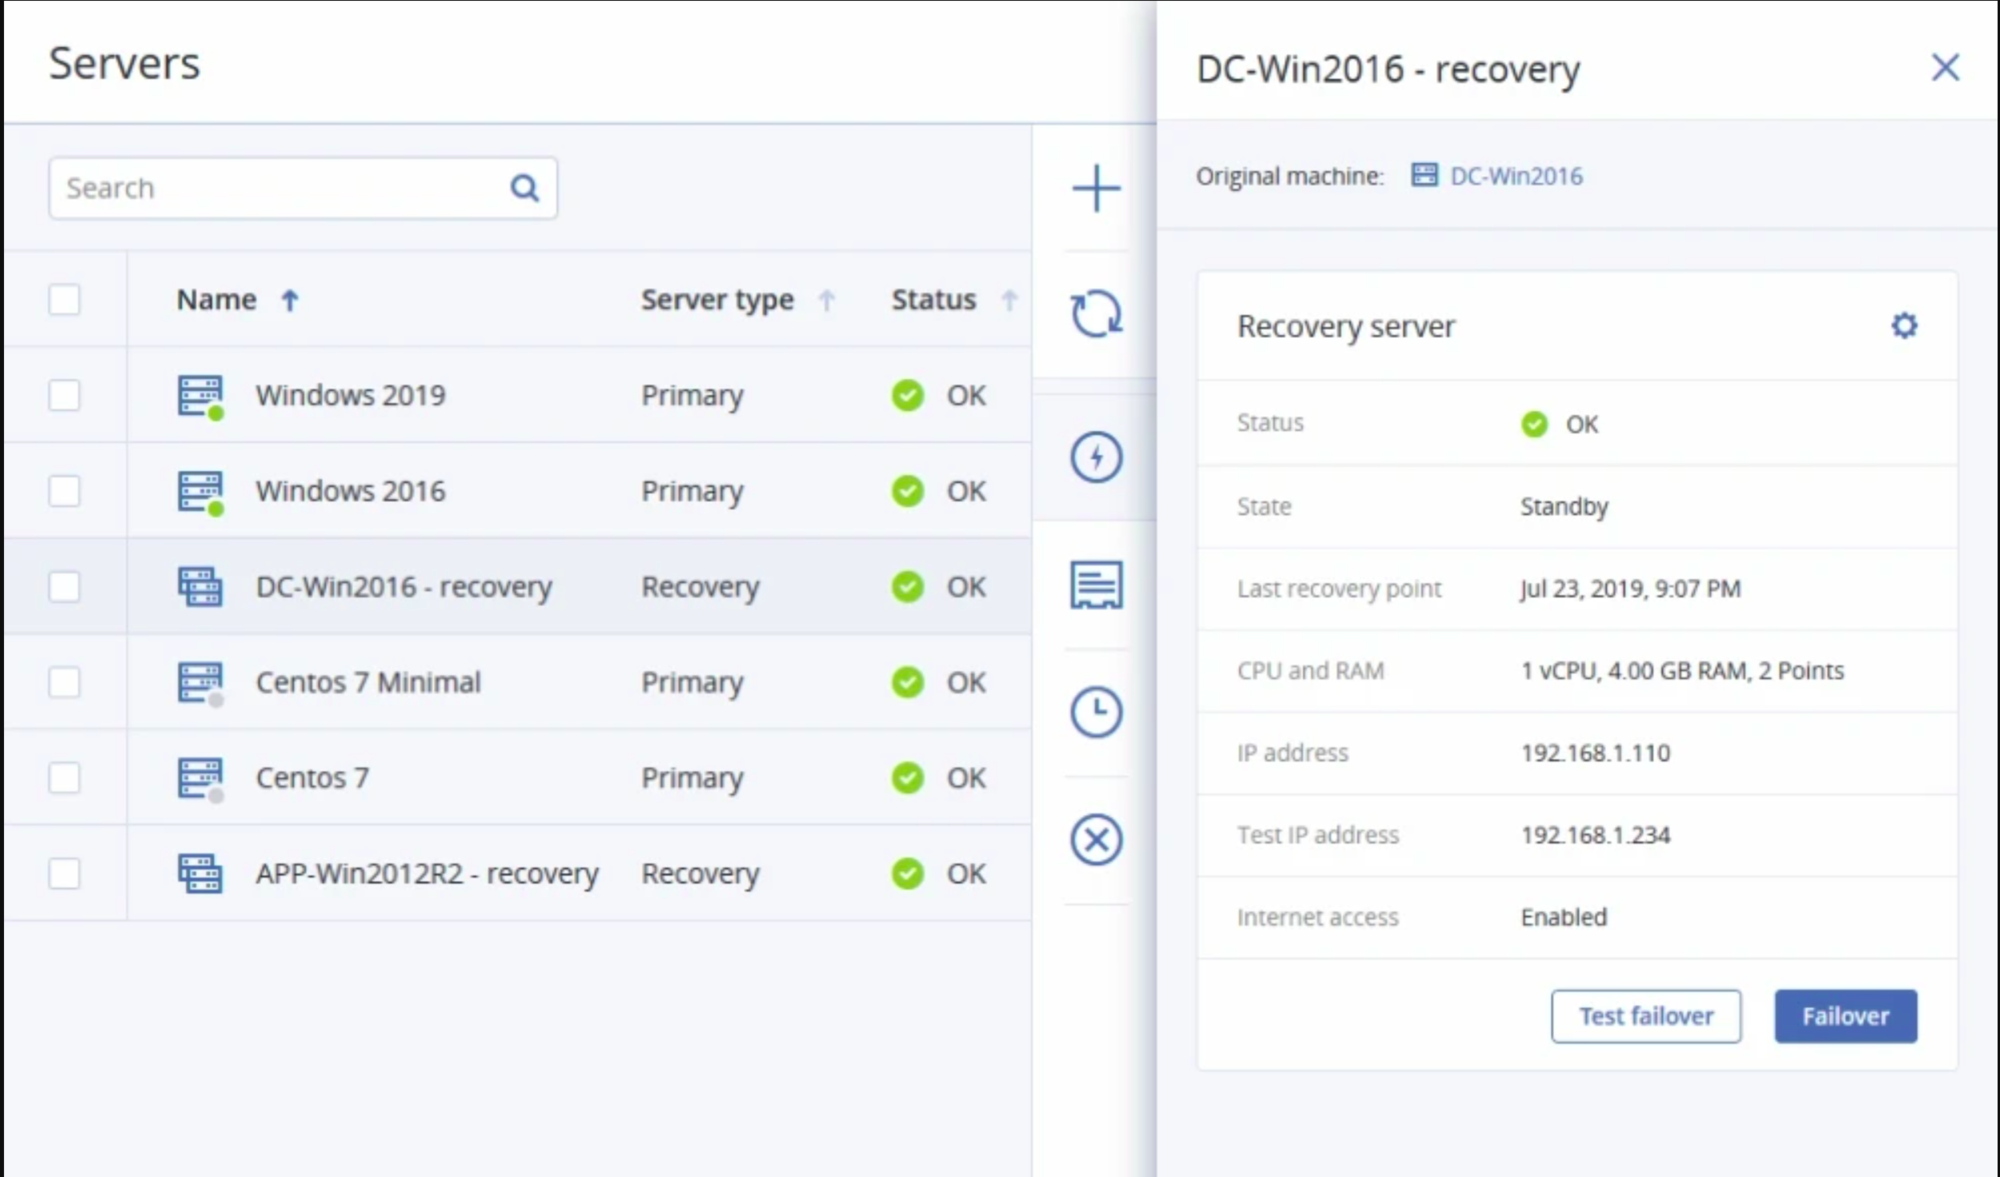 Servers
Search
Name Server type Status
Windows 2019 Primary OK
Windows 2016 Primary OK
DC-Win2016 - recovery Recovery OK
Centos 7 Minimal Primary OK
Centos 7 Primary OK
APP-Win2012R2 - recovery Recovery OK
DC-Win2016 - recovery
Original machine: DC-Win2016
Recovery server
Status OK
State Standby
Last recovery point Jul 23, 2019, 9:07 PM
CPU and RAM 1 vCPU, 4.00 GB RAM, 2 Points
IP address 192.168.1.110
Test IP address 192.168.1.234
Internet access Enabled
Test failover Failover